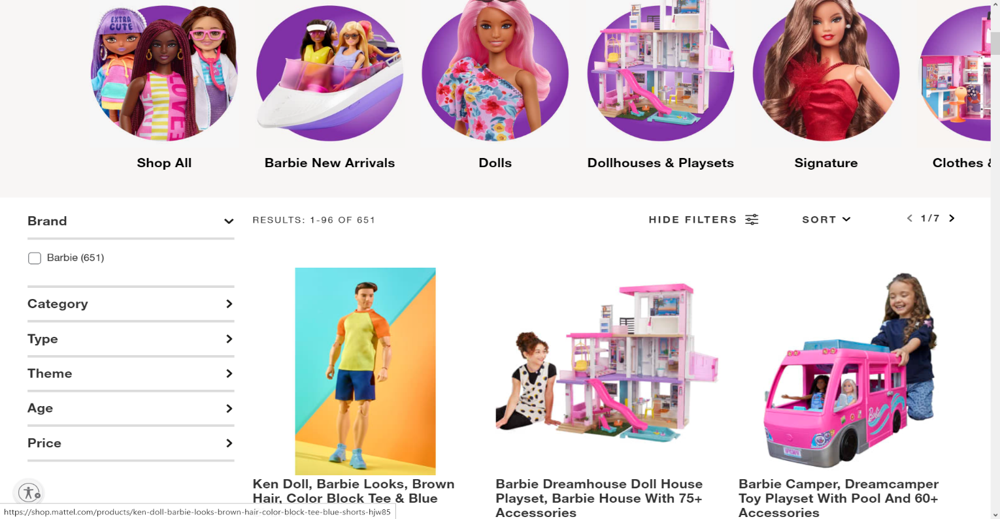 EXTRA
CUTE
LOVE
Shop All
Barbie New Arrivals
Dolls
Dollhouses & Playsets
Signature
Clothes &
Brand
RESULTS: 1-96 OF 651
HIDE FILTERS
SORT
1/7
Barbie (651)
Category
Type
Theme
Age
Price
Barbie
Ken Doll, Barbie Looks, Brown
Hair, Color Block Tee & Blue
Barbie Dreamhouse Doll House
Playset, Barbie House With 75+
Accessories
Barbie Camper, Dreamcamper
Toy Playset With Pool And 60+
Accessories
https://shop.mattel.com/products/ken-doll-barbie-looks-brown-hair-color-block-tee-blue-shorts-hjw85